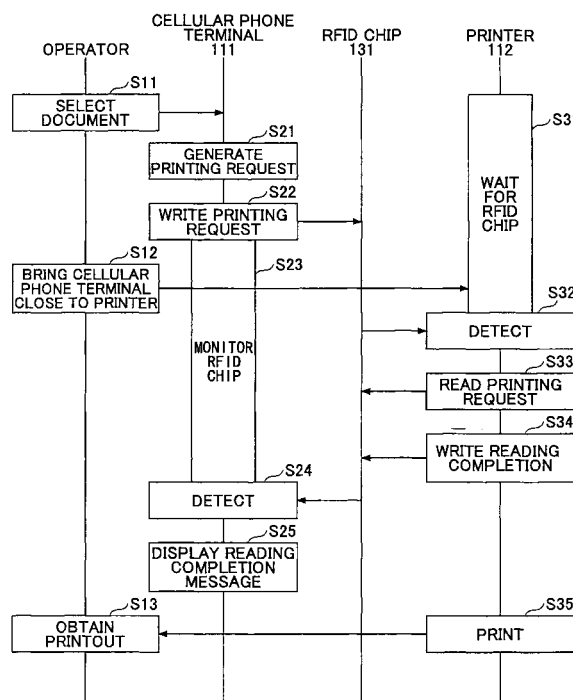 OPERATOR
CELLULAR PHONE
TERMINAL
111
RFID CHIP
131
PRINTER
112
S11
SELECT
DOCUMENT
S21
GENERATE
PRINTING REQUEST
S22
WRITE PRINTING
REQUEST
S3
WAIT
FOR
RFID
CHIP
S12
BRING CELLULAR
PHONE TERMINAL
CLOSE TO PRINTER
S23
MONITOR
RFID
CHIP
S32
DETECT
S33
READ PRINTING
REQUEST
S34
WRITE READING
COMPLETION
S24
DETECT
S25
DISPLAY READING
COMPLETION
MESSAGE
S13
OBTAIN
PRINTOUT
S35
PRINT